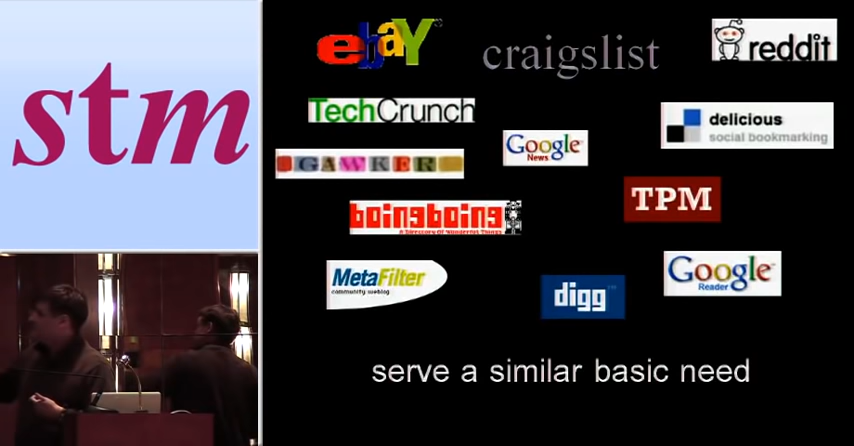 stm
ebaY
craigslist
reddit
TechCrunch
delicious
social bookmarking
Google
News
GAWKER
TPM
boingboing
A Directory Of Wonderful Things
MetaFilter
community weblog
Google
Reader
digg
serve a similar basic need